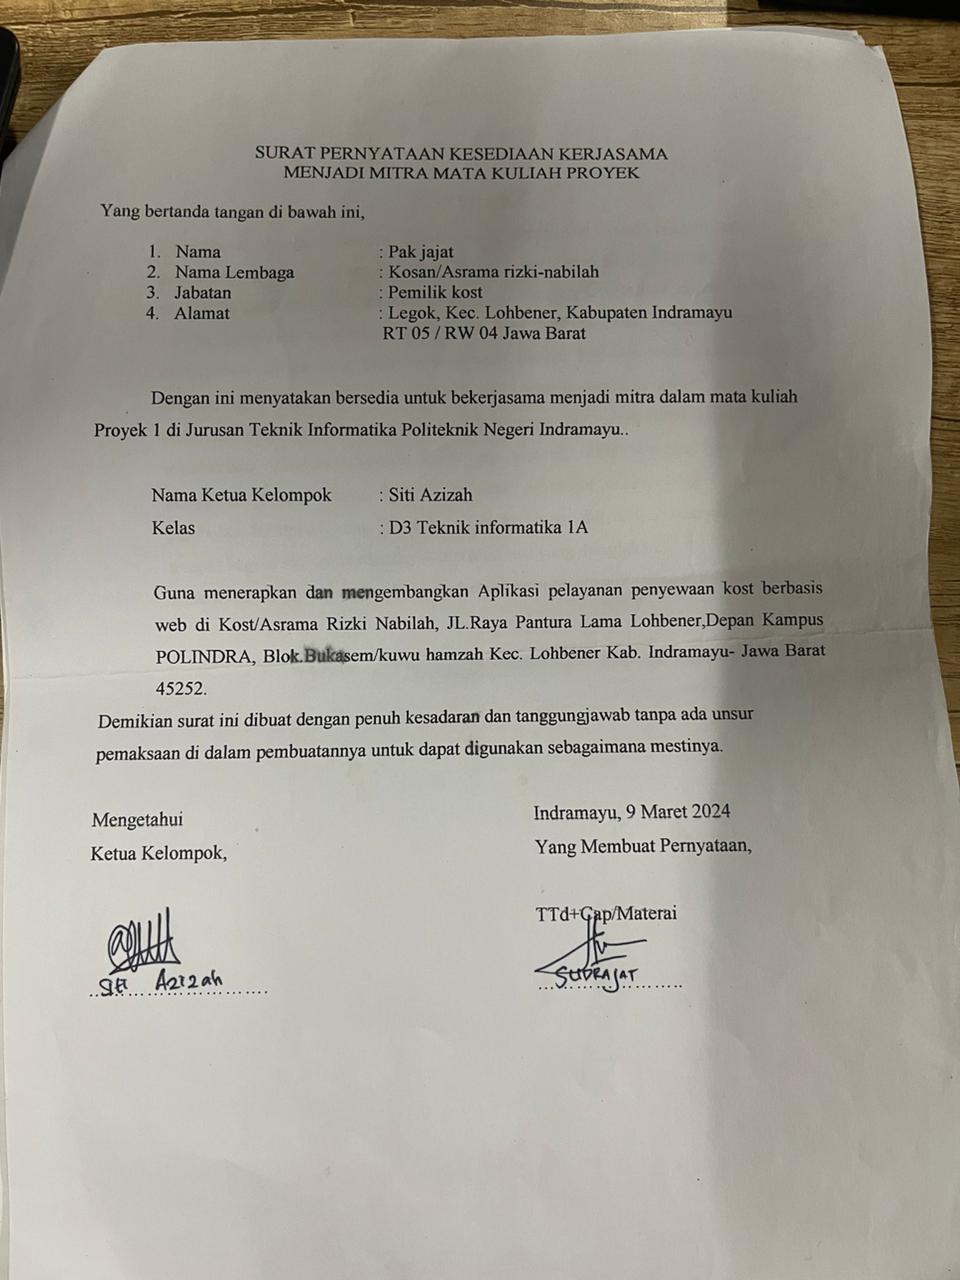 SURAT PERNYATAAN KESEDIAAN KERJASAMA
MENJADI MITRA MATA KULIAH PROYEK
Yang bertanda tangan di bawah ini,
1. Nama : Pak jajat
2. Nama Lembaga : Kosan/Asrama rizki-nabilah
3. Jabatan : Pemilik kost
4. Alamat : Legok, Kec. Lohbener, Kabupaten Indramayu
RT 05 / RW 04 Jawa Barat
Dengan ini menyatakan bersedia untuk bekerjasama menjadi mitra dalam mata kuliah
Proyek 1 di Jurusan Teknik Informatika Politeknik Negeri Indramayu..
Nama Ketua Kelompok : Siti Azizah
Kelas : D3 Teknik informatika 1A
Guna menerapkan dan mengembangkan Aplikasi pelayanan penyewaan kost berbasis
web di Kost/Asrama Rizki Nabilah, JL.Raya Pantura Lama Lohbener,Depan Kampus
POLINDRA, Blok.Bukasem/kuwu hamzah Kec. Lohbener Kab. Indramayu- Jawa Barat
45252.
Demikian surat ini dibuat dengan penuh kesadaran dan tanggungjawab tanpa ada unsur
pemaksaan di dalam pembuatannya untuk dapat digunakan sebagaimana mestinya.
Mengetahui
Ketua Kelompok,
Siti Azizah
Indramayu, 9 Maret 2024
Yang Membuat Pernyataan,
TTd+Cap/Materai
SUDRAJAT